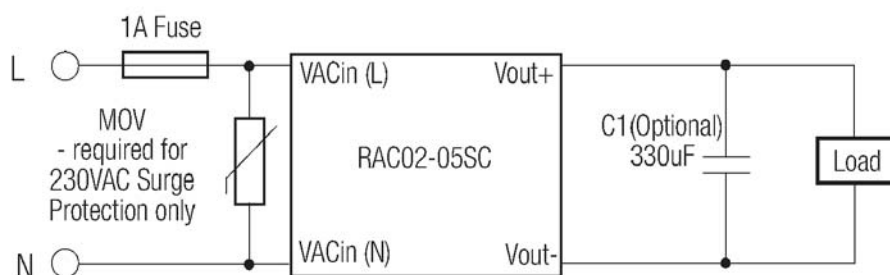 1A Fuse
L
VACin (L)
Vout+
MOV
- required for
230VAC Surge
Protection only
RAC02-05SC
C1(Optional)
330uF
Load
N
VACin (N)
Vout-